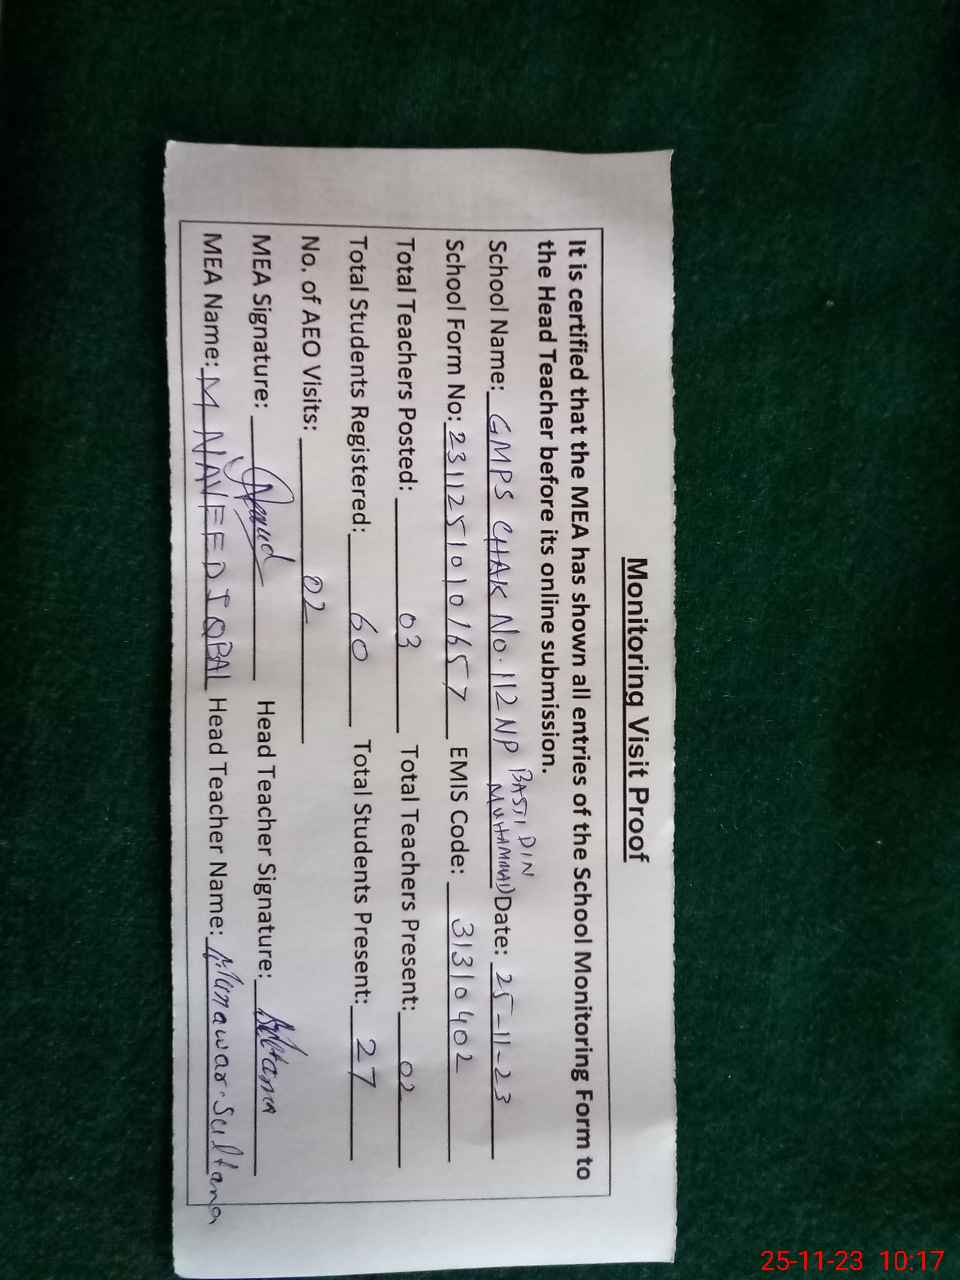 Monitoring Visit Proof
It is certified that the MEA has shown all entries of the School Monitoring Form to
the Head Teacher before its online submission.
School Name: GMPS CHAK No. 112 NP BASTI DIN MUHAMMAD Date: 25-11-23
School Form No: 23112510101657 EMIS Code: 31310402
Total Teachers Posted: 03 Total Teachers Present: 02
Total Students Registered: 60 Total Students Present: 27
No. of AEO Visits: 02
MEA Signature: Head Teacher Signature:
MEA Name: M NAVEED IQBAL Head Teacher Name: Munawar Sultana
25-11-23 10:17